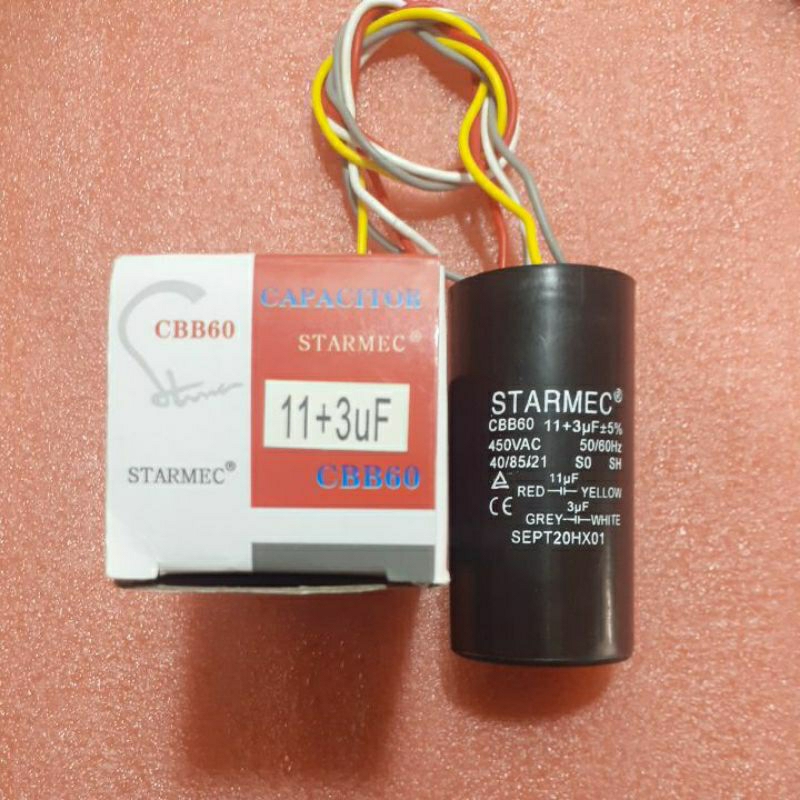 CAPACITOR
CBB60
STARMEC®
11+3uF
STARMEC®
CBB60
STARMEC®
CBB60 11+3µF±5%
450VAC 50/60Hz
40/85/21 S0 SH
11µF
RED YELLOW
CE
3µF
GREY WHITE
SEPT20HX01